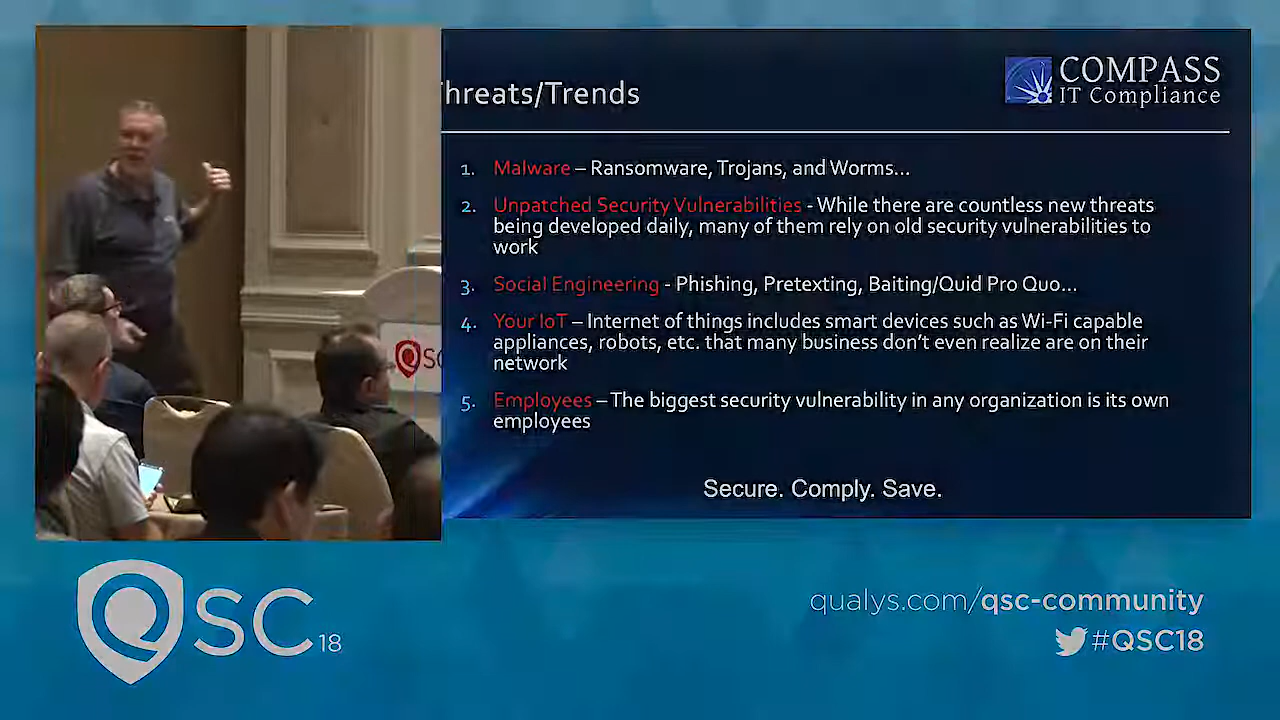 Threats/Trends
COMPASS
IT Compliance
1. Malware – Ransomware, Trojans, and Worms...
2. Unpatched Security Vulnerabilities - While there are countless new threats
being developed daily, many of them rely on old security vulnerabilities to
work
3. Social Engineering - Phishing, Pretexting, Baiting/Quid Pro Quo...
4. Your IoT – Internet of things includes smart devices such as Wi-Fi capable
appliances, robots, etc. that many business don't even realize are on their
network
5. Employees – The biggest security vulnerability in any organization is its own
employees
Secure. Comply. Save.
QSC
QSC 18
qualys.com/qsc-community
#QSC18